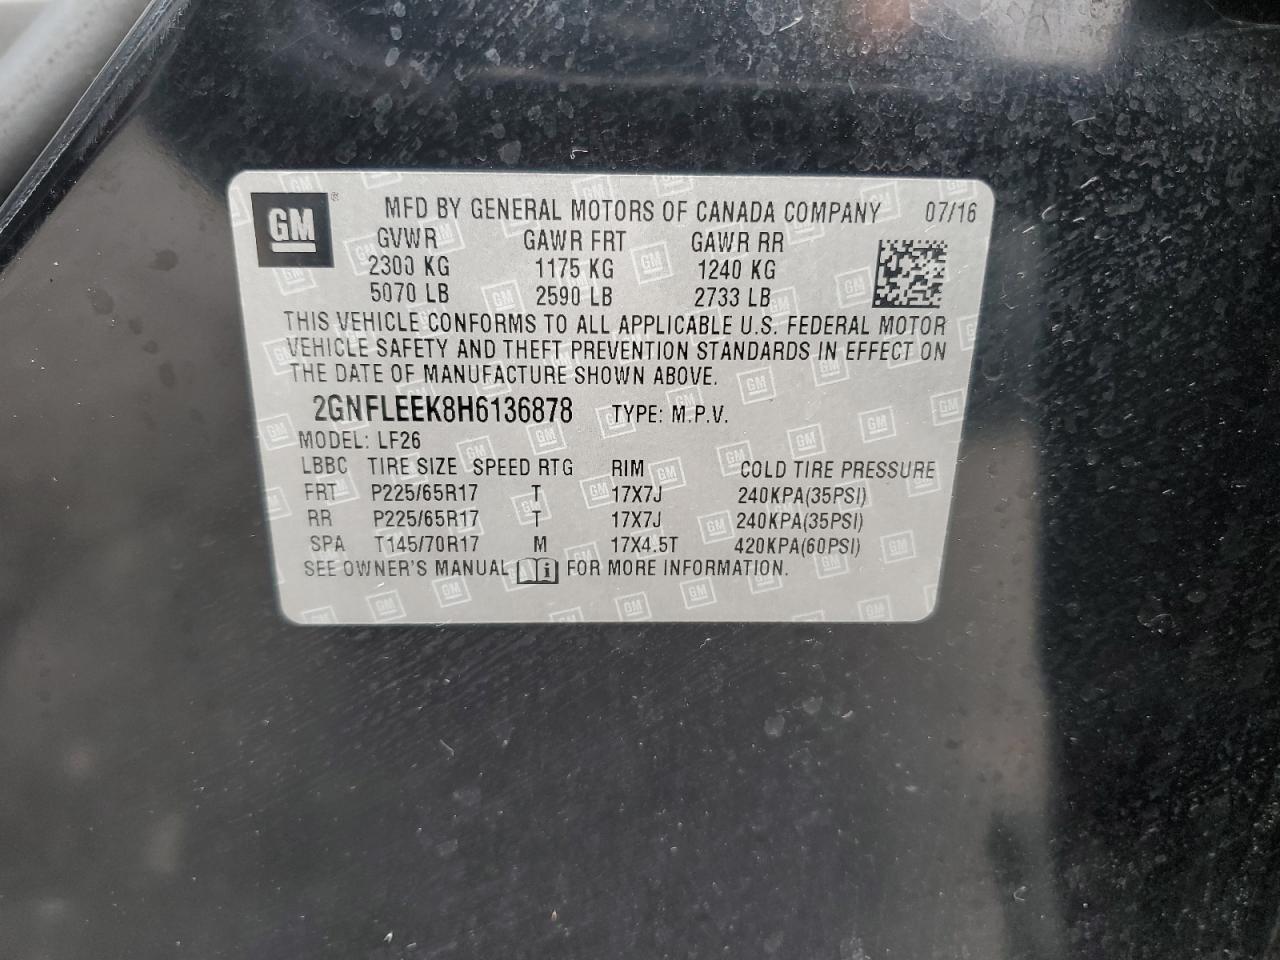 GM ®
MFD BY GENERAL MOTORS OF CANADA COMPANY 07/16
GVWR GAWR FRT GAWR RR
2300 KG 1175 KG 1240 KG
5070 LB 2590 LB 2733 LB
THIS VEHICLE CONFORMS TO ALL APPLICABLE U.S. FEDERAL MOTOR
VEHICLE SAFETY AND THEFT PREVENTION STANDARDS IN EFFECT ON
THE DATE OF MANUFACTURE SHOWN ABOVE.
2GNFLEEK8H6136878 TYPE: M.P.V.
MODEL: LF26
LBBC TIRE SIZE SPEED RTG RIM COLD TIRE PRESSURE
FRT P225/65R17 T 17X7J 240KPA(35PSI)
RR P225/65R17 T 17X7J 240KPA(35PSI)
SPA T145/70R17 M 17X4.5T 420KPA(60PSI)
SEE OWNER'S MANUAL i FOR MORE INFORMATION.